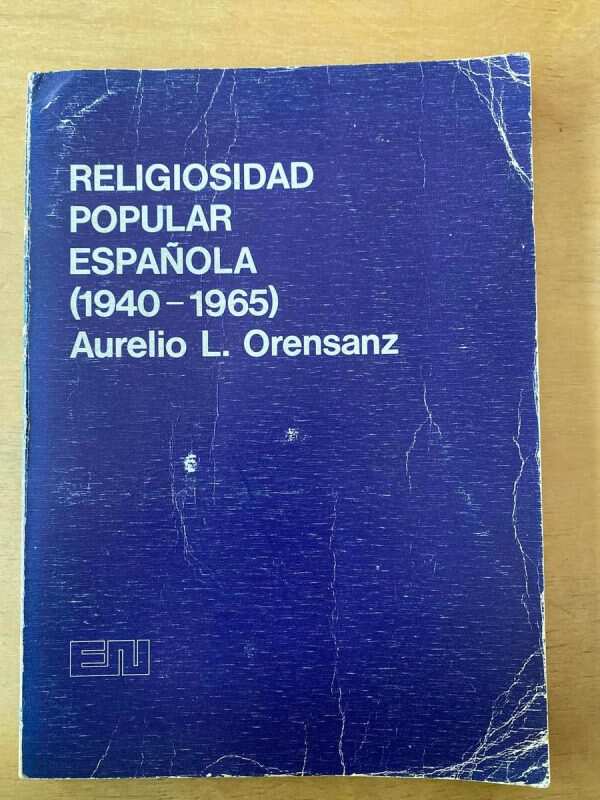 RELIGIOSIDAD
POPULAR
ESPAÑOLA
(1940–1965)
Aurelio L. Orensanz
EN